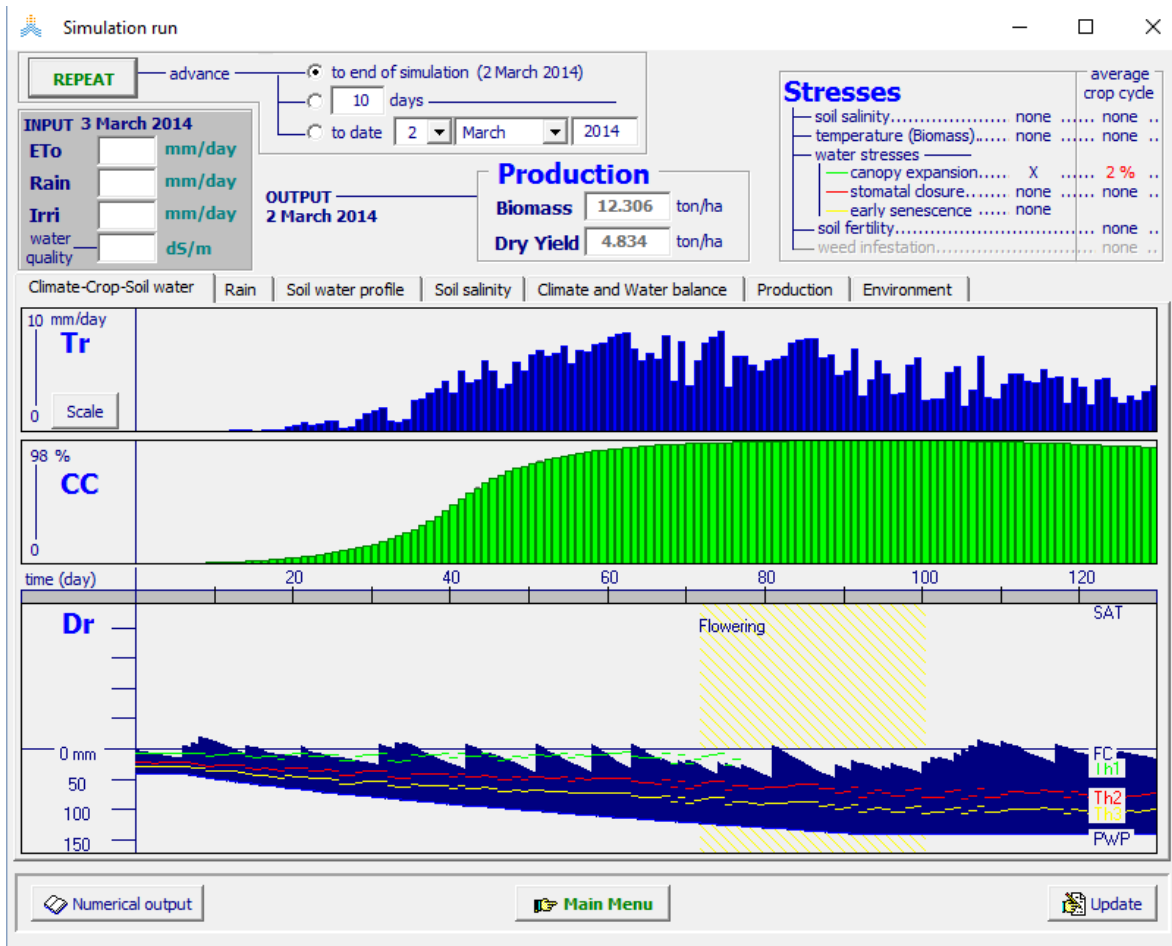 Simulation run
REPEAT
advance
to end of simulation (2 March 2014)
10 days
to date 2 March 2014
INPUT 3 March 2014
ETo mm/day
Rain mm/day
Irri mm/day
water quality dS/m
OUTPUT
2 March 2014
Production
Biomass 12.306 ton/ha
Dry Yield 4.834 ton/ha
Stresses
average
crop cycle
soil salinity................... none ...... none ..
temperature (Biomass)...... none ...... none ..
water stresses
canopy expansion...... X ...... 2 % ..
stomatal closure....... none ...... none ..
early senescence ..... none
soil fertility.................................... none ..
weed infestation............................ none ..
Climate-Crop-Soil water Rain Soil water profile Soil salinity Climate and Water balance Production Environment
10 mm/day
Tr
0
Scale
98 %
CC
0
time (day) 20 40 60 80 100 120
Dr
SAT
Flowering
0 mm
FC
Th1
50
Th2
100
Th3
150
PWP
Numerical output
Main Menu
Update